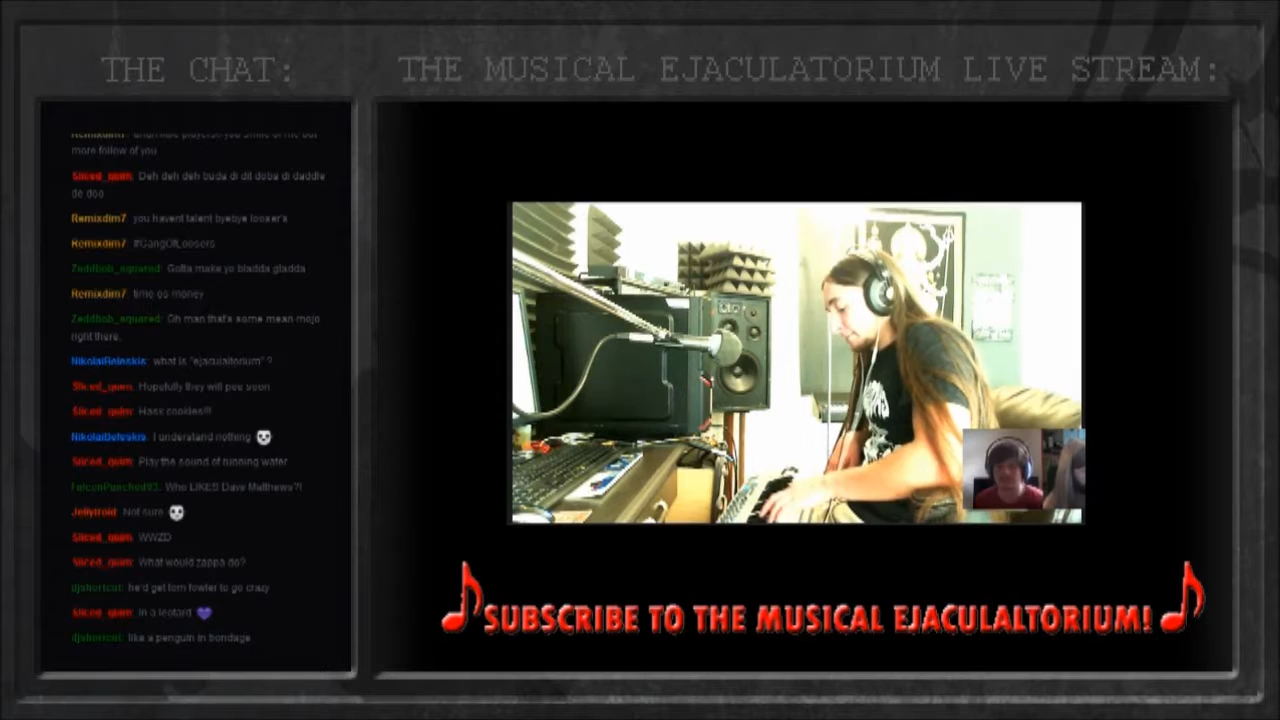 THE CHAT:
THE MUSICAL EJACULATORIUM LIVE STREAM:
more follow of you
Sliced_quim: Deh deh deh buda di dil doba di daddle
de doo
Remixdim7: you havent talent byebye looxer's
Remixdim7: #GangOfLoosers
Zeddbob_squared: Gotta make yo bladda gladda
Remixdim7: time os money
Zeddbob_squared: Oh man that's some mean mojo
right there.
NikolaiBeleskis: what is "ejacualtorium" ?
Sliced_quim: Hopefully they will pee soon
Sliced_quim: Hasx cookies!!!
NikolaiBeleskis: I understand nothing
Sliced_quim: Play the sound of running water
FalconPunched93: Who LIKES Dave Matthews?!
Jellytroid: Not sure
Sliced_quim: WWZD
Sliced_quim: What would zappa do?
djshortcut: he'd get tom fowler to go crazy
Sliced_quim: In a leotard
djshortcut: like a penguin in bondage
SUBSCRIBE TO THE MUSICAL EJACULALTORIUM!